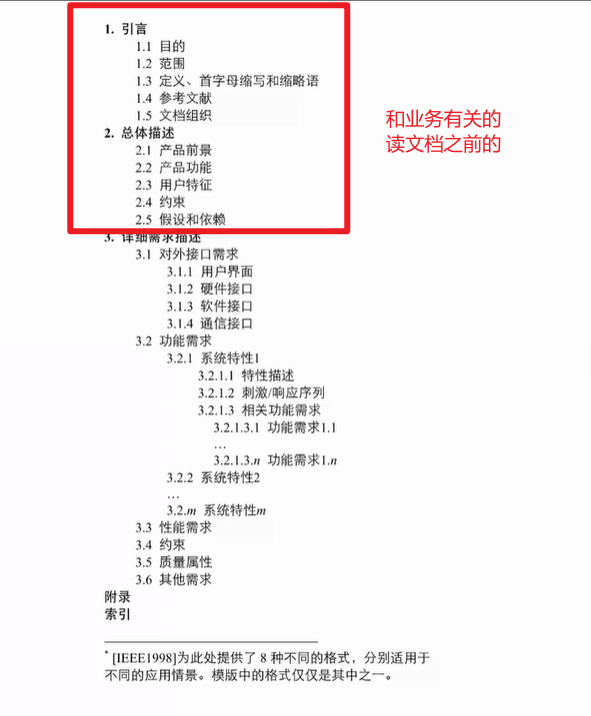 1. 引言
1.1 目的
1.2 范围
1.3 定义、首字母缩写和缩略语
1.4 参考文献
1.5 文档组织
2. 总体描述
2.1 产品前景
2.2 产品功能
2.3 用户特征
2.4 约束
2.5 假设和依赖
和业务有关的
读文档之前的
3. 详细需求描述
3.1 对外接口需求
3.1.1 用户界面
3.1.2 硬件接口
3.1.3 软件接口
3.1.4 通信接口
3.2 功能需求
3.2.1 系统特性1
3.2.1.1 特性描述
3.2.1.2 刺激/响应序列
3.2.1.3 相关功能需求
3.2.1.3.1 功能需求1.1
…
3.2.1.3.n 功能需求1.n
3.2.2 系统特性2
…
3.2.m 系统特性m
3.3 性能需求
3.4 约束
3.5 质量属性
3.6 其他需求
附录
索引
* [IEEE1998]为此处提供了 8 种不同的格式，分别适用于
不同的应用情景。模版中的格式仅仅是其中之一。